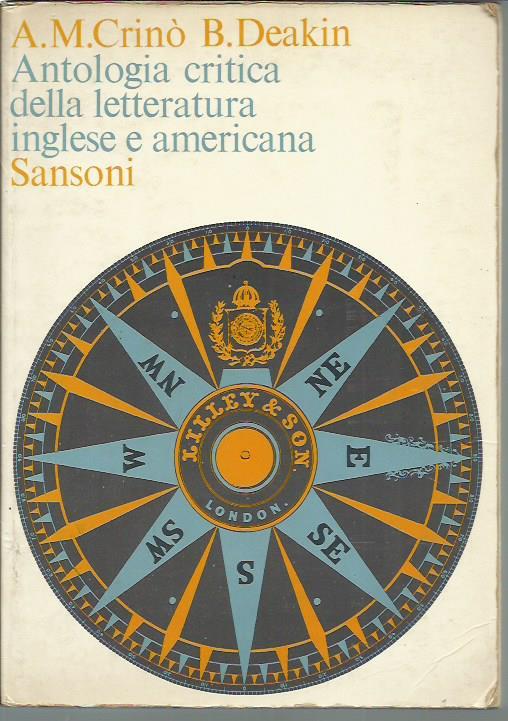 A.M.Crinò B.Deakin
Antologia critica
della letteratura
inglese e americana
Sansoni
NW
NE
LILLEY & SON
W
E
LONDON.
SW
SE
S